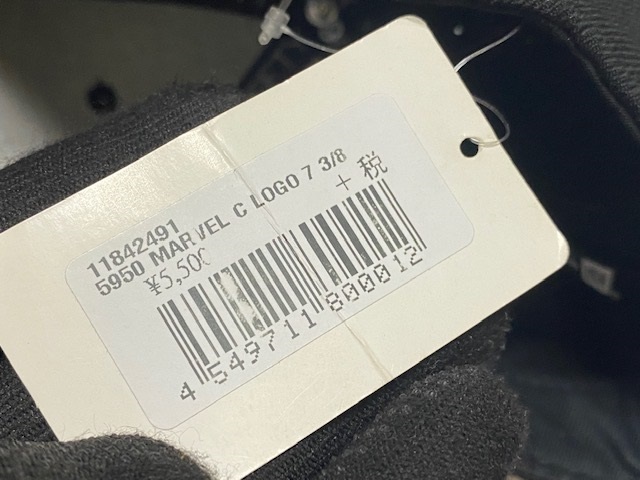 11842491
5950 MARVEL C LOGO 7 3/8
¥5,500 + 税
4 549711 800012